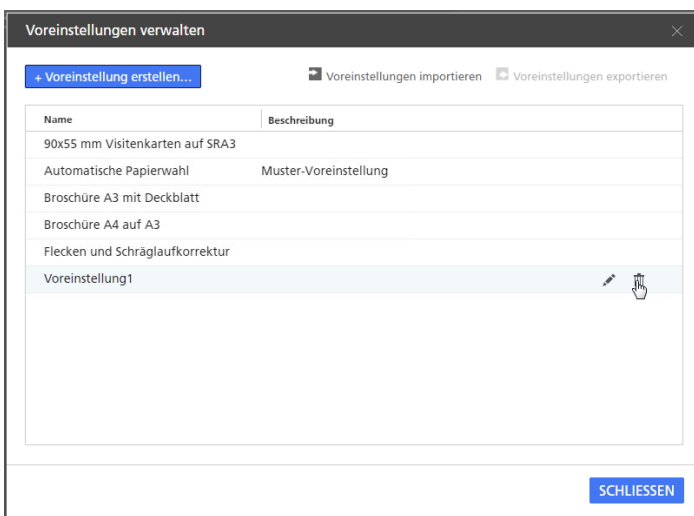 Voreinstellungen verwalten
+ Voreinstellung erstellen...
Voreinstellungen importieren
Voreinstellungen exportieren
Name
Beschreibung
90x55 mm Visitenkarten auf SRA3
Automatische Papierwahl
Muster-Voreinstellung
Broschüre A3 mit Deckblatt
Broschüre A4 auf A3
Flecken und Schräglaufkorrektur
Voreinstellung1
SCHLIESSEN